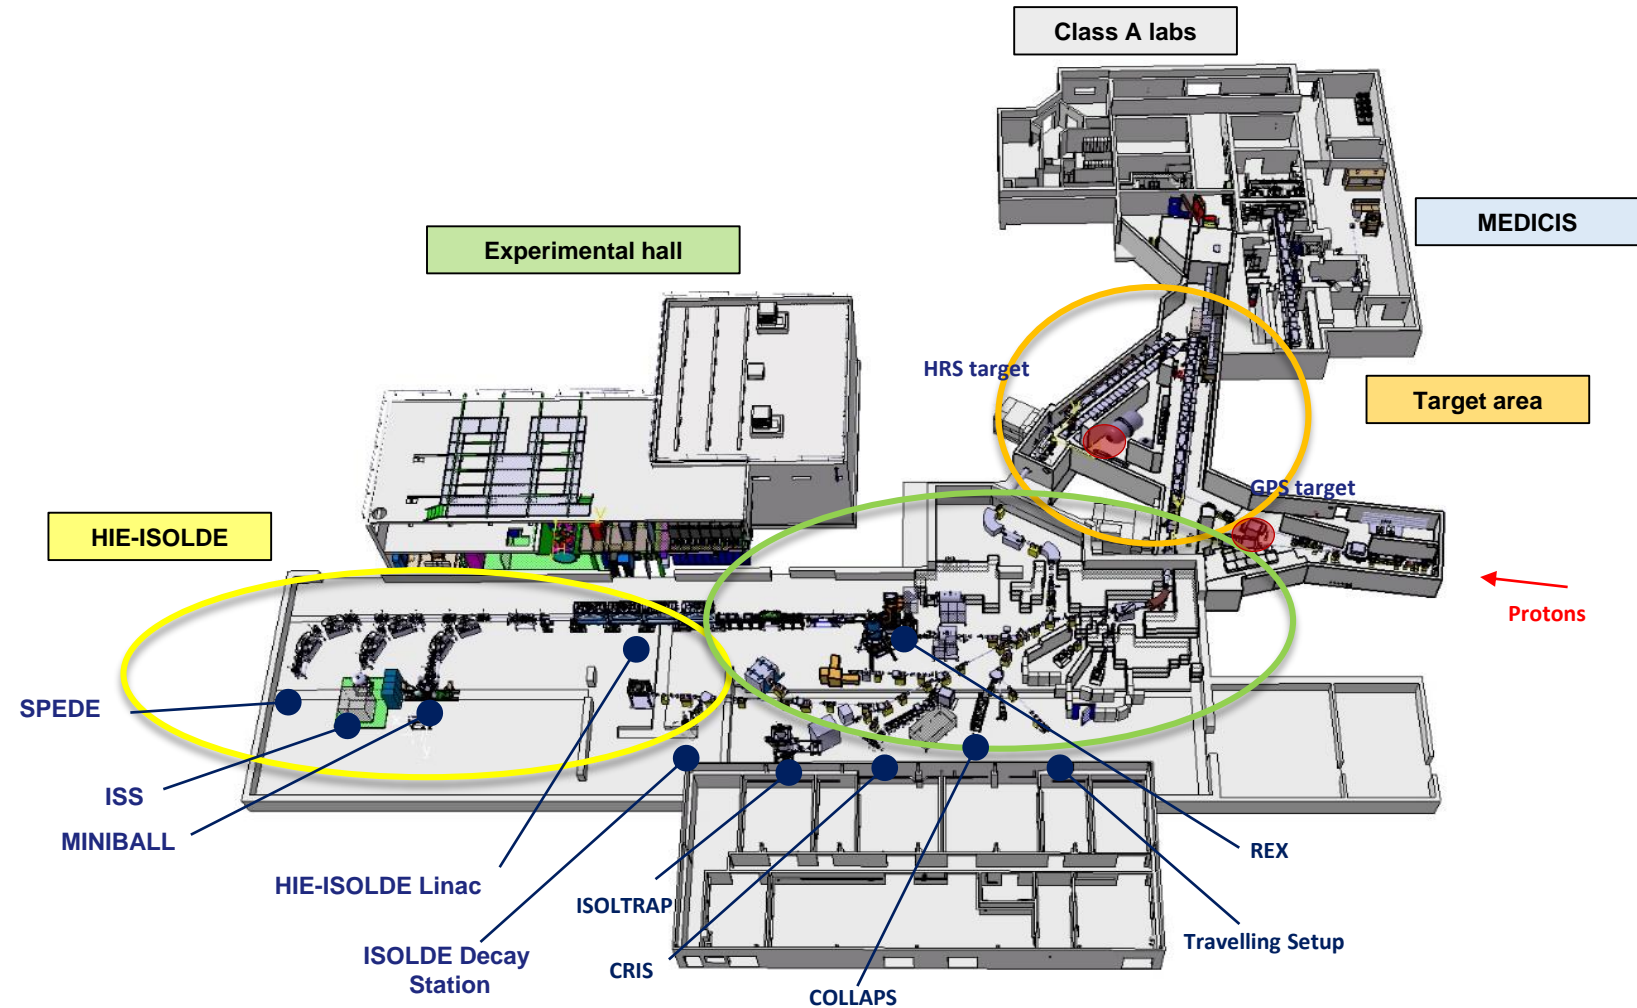 Class A labs
MEDICIS
Experimental hall
HRS target
Target area
GPS target
HIE-ISOLDE
Protons
SPEDE
ISS
MINIBALL
HIE-ISOLDE Linac
REX
ISOLTRAP
Travelling Setup
ISOLDE Decay
Station
CRIS
COLLAPS